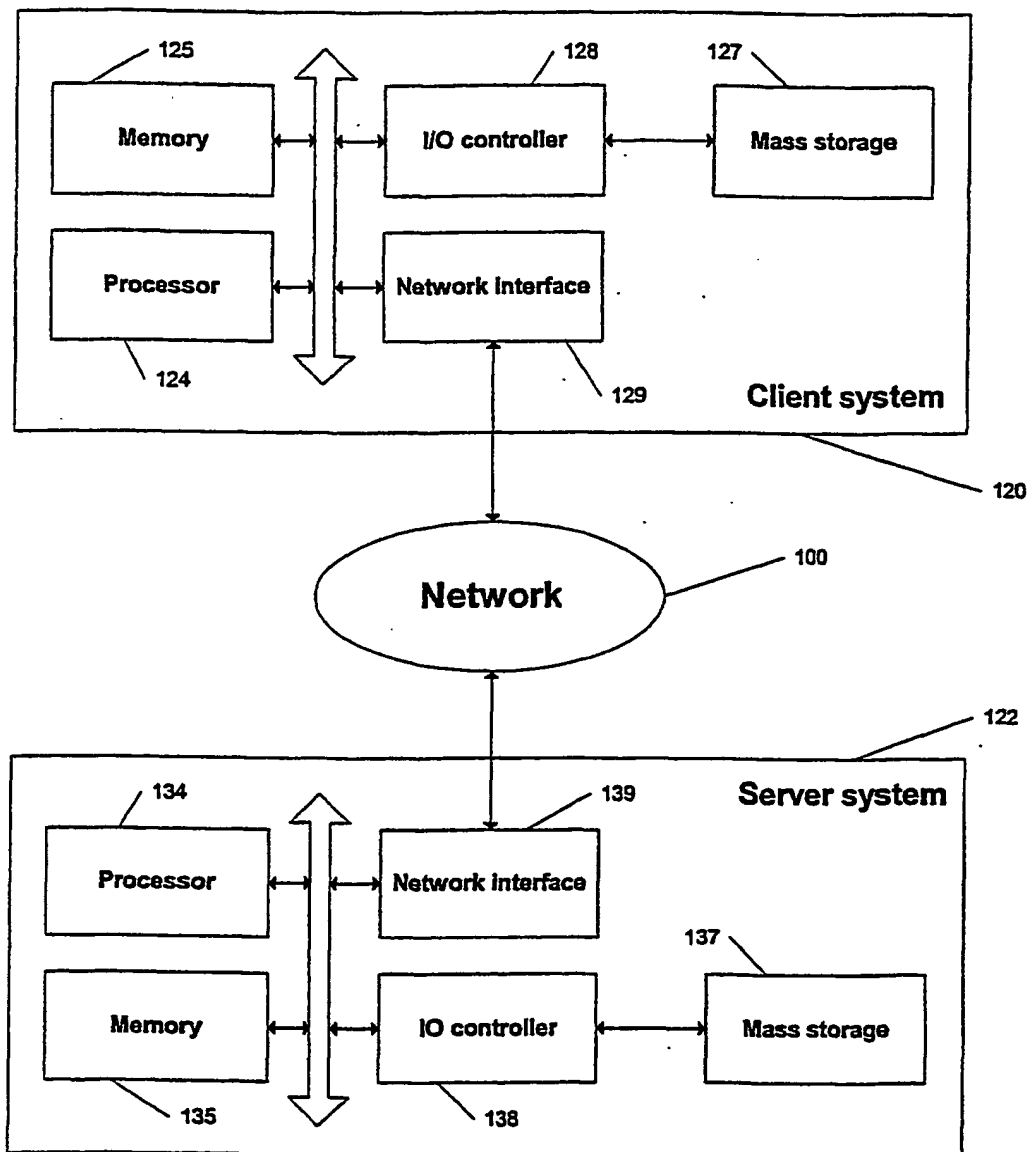 125
128
127
Memory
I/O controller
Mass storage
Processor
Network interface
124
129
Client system
120
100
Network
122
134
139
Server system
Processor
Network interface
137
Memory
IO controller
Mass storage
135
138